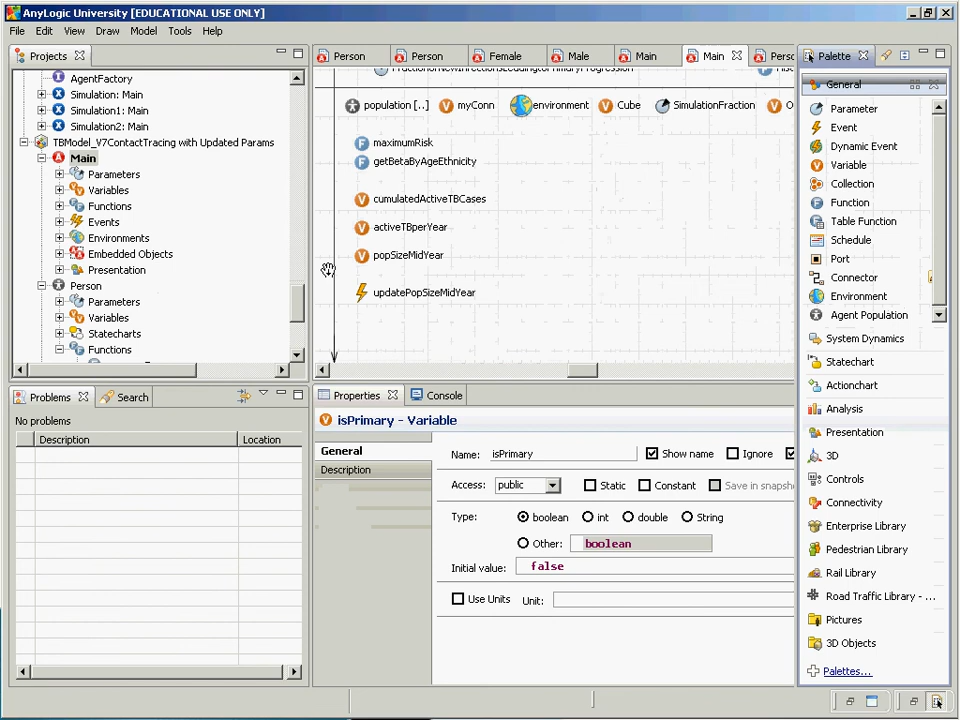 AnyLogic University [EDUCATIONAL USE ONLY]
File Edit View Draw Model Tools Help
Projects
AgentFactory
Simulation: Main
Simulation1: Main
Simulation2: Main
TBModel_V7ContactTracing with Updated Params
Main
Parameters
Variables
Functions
Events
Environments
Embedded Objects
Presentation
Person
Parameters
Variables
Statecharts
Functions
Person Person Female Male Main Main Perso
population [..] myConn environment Cube SimulationFraction O
maximumRisk
getBetaByAgeEthnicity
cumulatedActiveTBCases
activeTBperYear
popSizeMidYear
updatePopSizeMidYear
Palette
General
Parameter
Event
Dynamic Event
Variable
Collection
Function
Table Function
Schedule
Port
Connector
Environment
Agent Population
System Dynamics
Statechart
Actionchart
Analysis
Presentation
3D
Controls
Connectivity
Enterprise Library
Pedestrian Library
Rail Library
Road Traffic Library - ...
Pictures
3D Objects
Palettes...
Problems Search
No problems
Description Location
Properties Console
isPrimary - Variable
General
Description
Name: isPrimary Show name Ignore
Access: public Static Constant Save in snapsh
Type: boolean int double String
Other: boolean
Initial value: false
Use Units Unit: